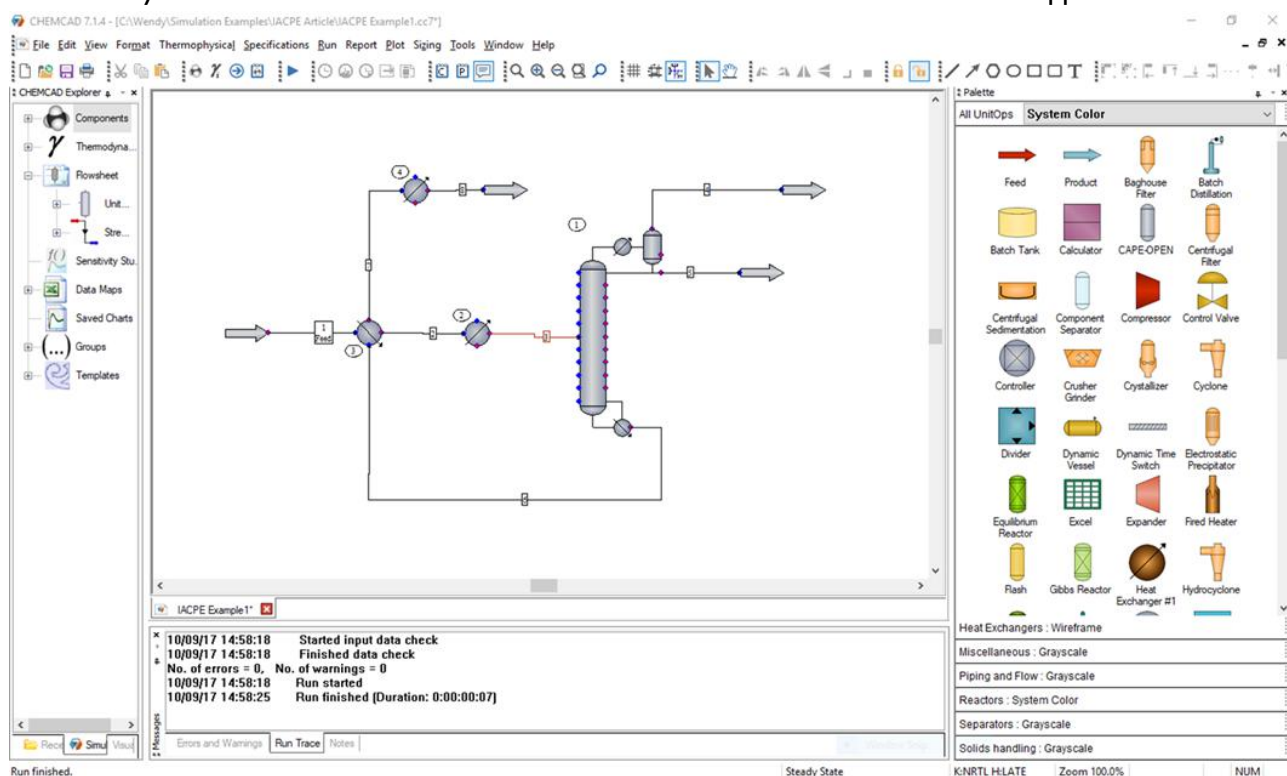 CHEMCAD 7.1.4 - [C:\Wendy\Simulation Examples\IACPE Article\IACPE Example1.cc7*]
File Edit View Format Thermophysical Specifications Run Report Plot Sizing Tools Window Help
CHEMCAD Explorer
Components
Thermodyna...
Flowsheet
Unit...
Stre...
Sensitivity Stu.
Data Maps
Saved Charts
Groups
Templates
4
1
2
3
1
Feed
IACPE Example1*
Palette
All UnitOps System Color
Feed Product Baghouse Filter Batch Distillation
Batch Tank Calculator CAPE-OPEN Centrifugal Filter
Centrifugal Sedimentation Component Separator Compressor Control Valve
Controller Crusher Grinder Crystallizer Cyclone
Divider Dynamic Vessel Dynamic Time Switch Electrostatic Precipitator
Equilibrium Reactor Excel Expander Fired Heater
Flash Gibbs Reactor Heat Exchanger #1 Hydrocyclone
Heat Exchangers : Wireframe
Miscellaneous : Grayscale
Piping and Flow : Grayscale
Reactors : System Color
Separators : Grayscale
Solids handling : Grayscale
10/09/17 14:58:18 Started input data check
10/09/17 14:58:18 Finished data check
No. of errors = 0, No. of warnings = 0
10/09/17 14:58:18 Run started
10/09/17 14:58:25 Run finished (Duration: 0:00:00:07)
Messages
Errors and Warnings Run Trace Notes
Rece Simu Visu
Run finished. Steady State K:NRTL H:LATE Zoom 100.0% NUM